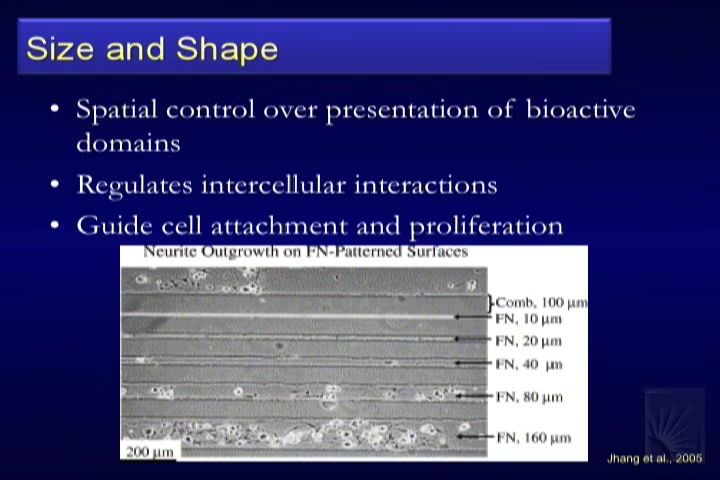 Size and Shape
• Spatial control over presentation of bioactive
domains
• Regulates intercellular interactions
• Guide cell attachment and proliferation
Neurite Outgrowth on FN-Patterned Surfaces
Comb, 100 µm
FN, 10 µm
FN, 20 µm
FN, 40 µm
FN, 80 µm
FN, 160 µm
200 µm
Jhang et al., 2005